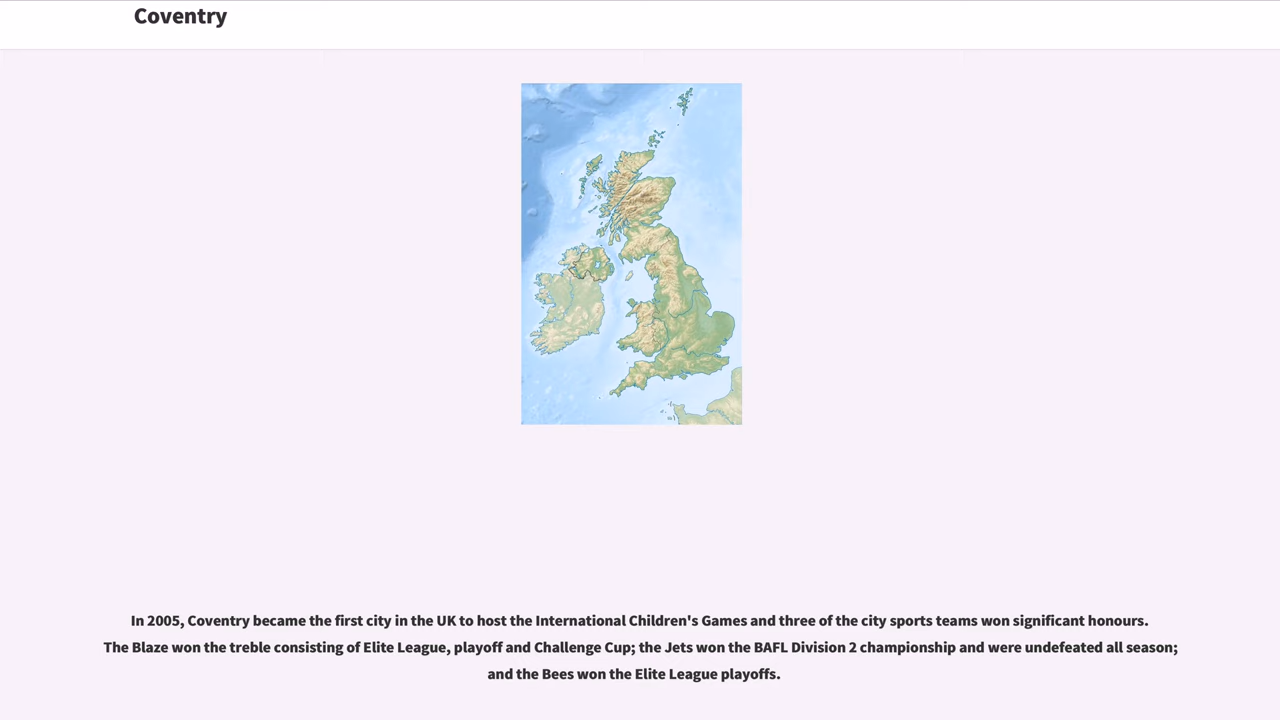 Coventry
In 2005, Coventry became the first city in the UK to host the International Children's Games and three of the city sports teams won significant honours.
The Blaze won the treble consisting of Elite League, playoff and Challenge Cup; the Jets won the BAFL Division 2 championship and were undefeated all season;
and the Bees won the Elite League playoffs.